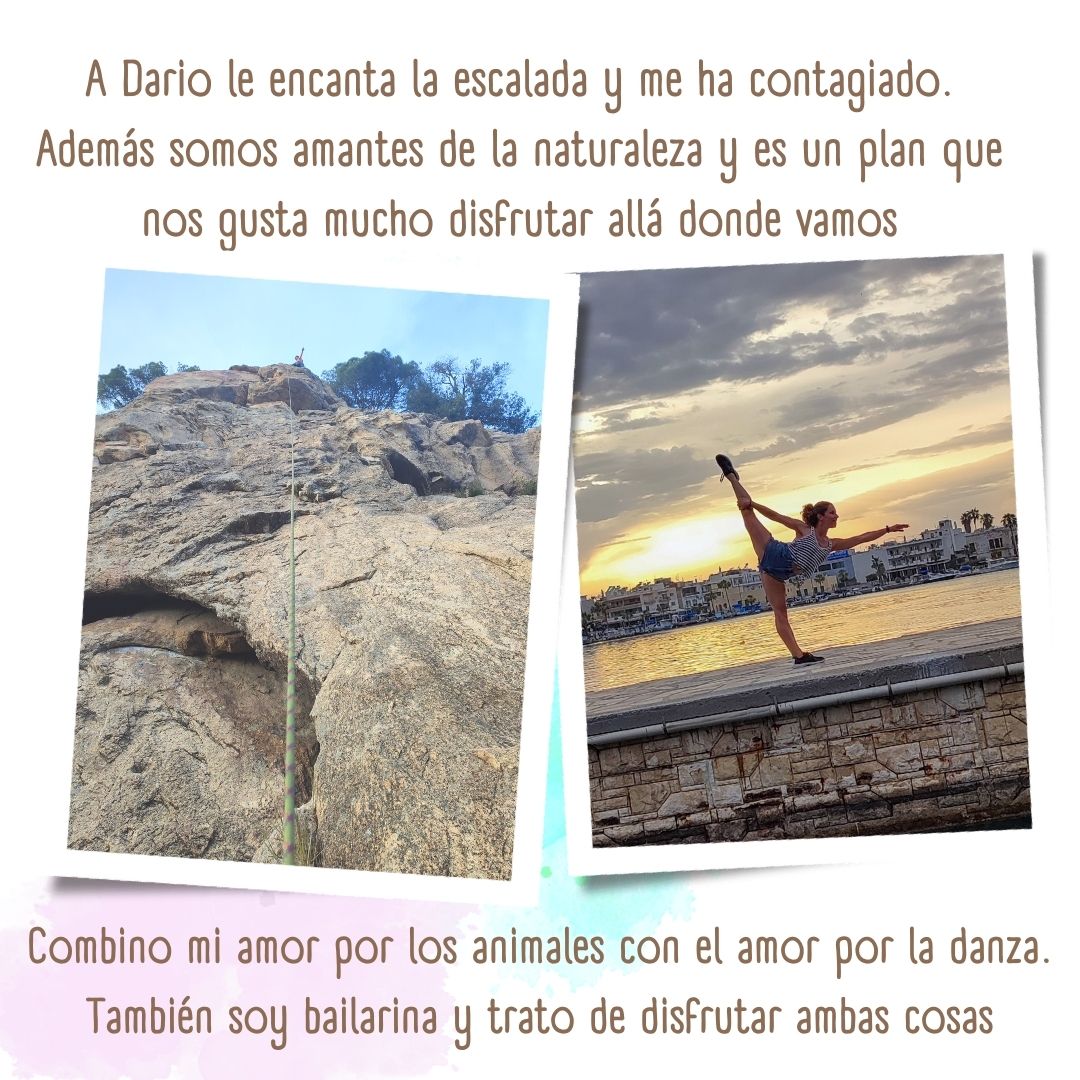 A Dario le encanta la escalada y me ha contagiado.
Además somos amantes de la naturaleza y es un plan que
nos gusta mucho disfrutar allá donde vamos
Combino mi amor por los animales con el amor por la danza.
También soy bailarina y trato de disfrutar ambas cosas